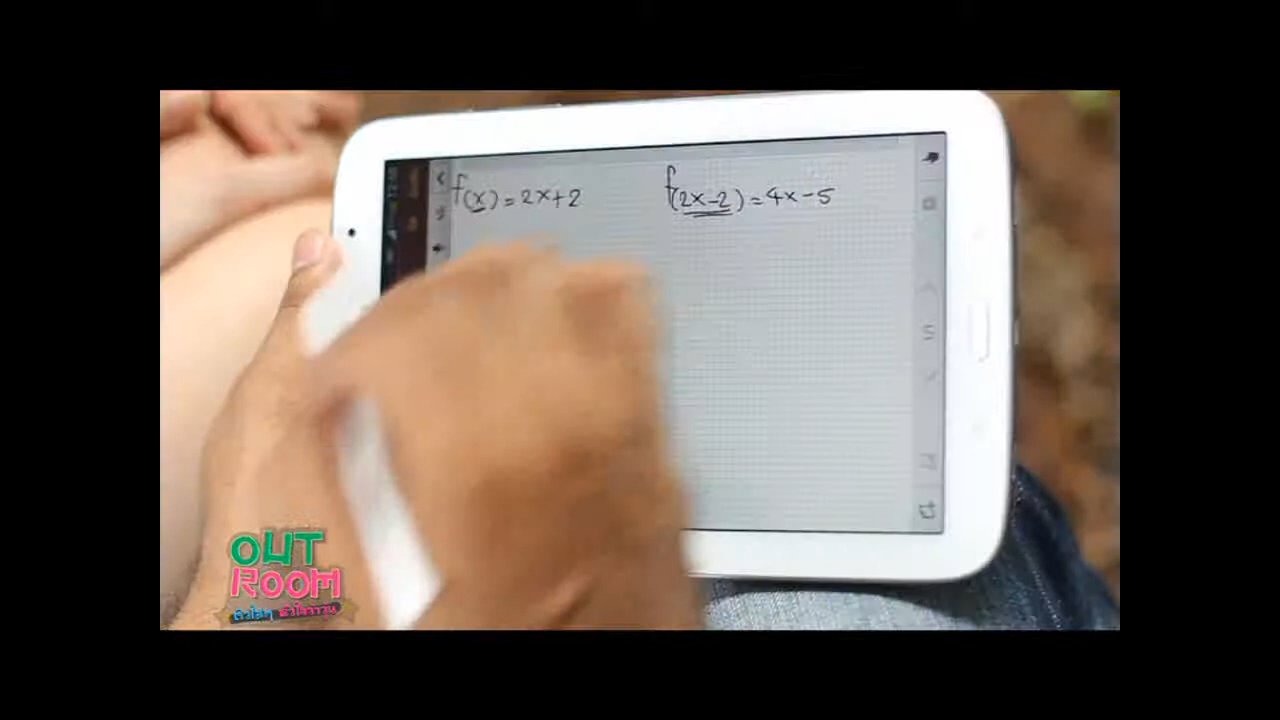 f(x) = 2x+2
f(2x-2) = 4x-5
OUT
ROOM